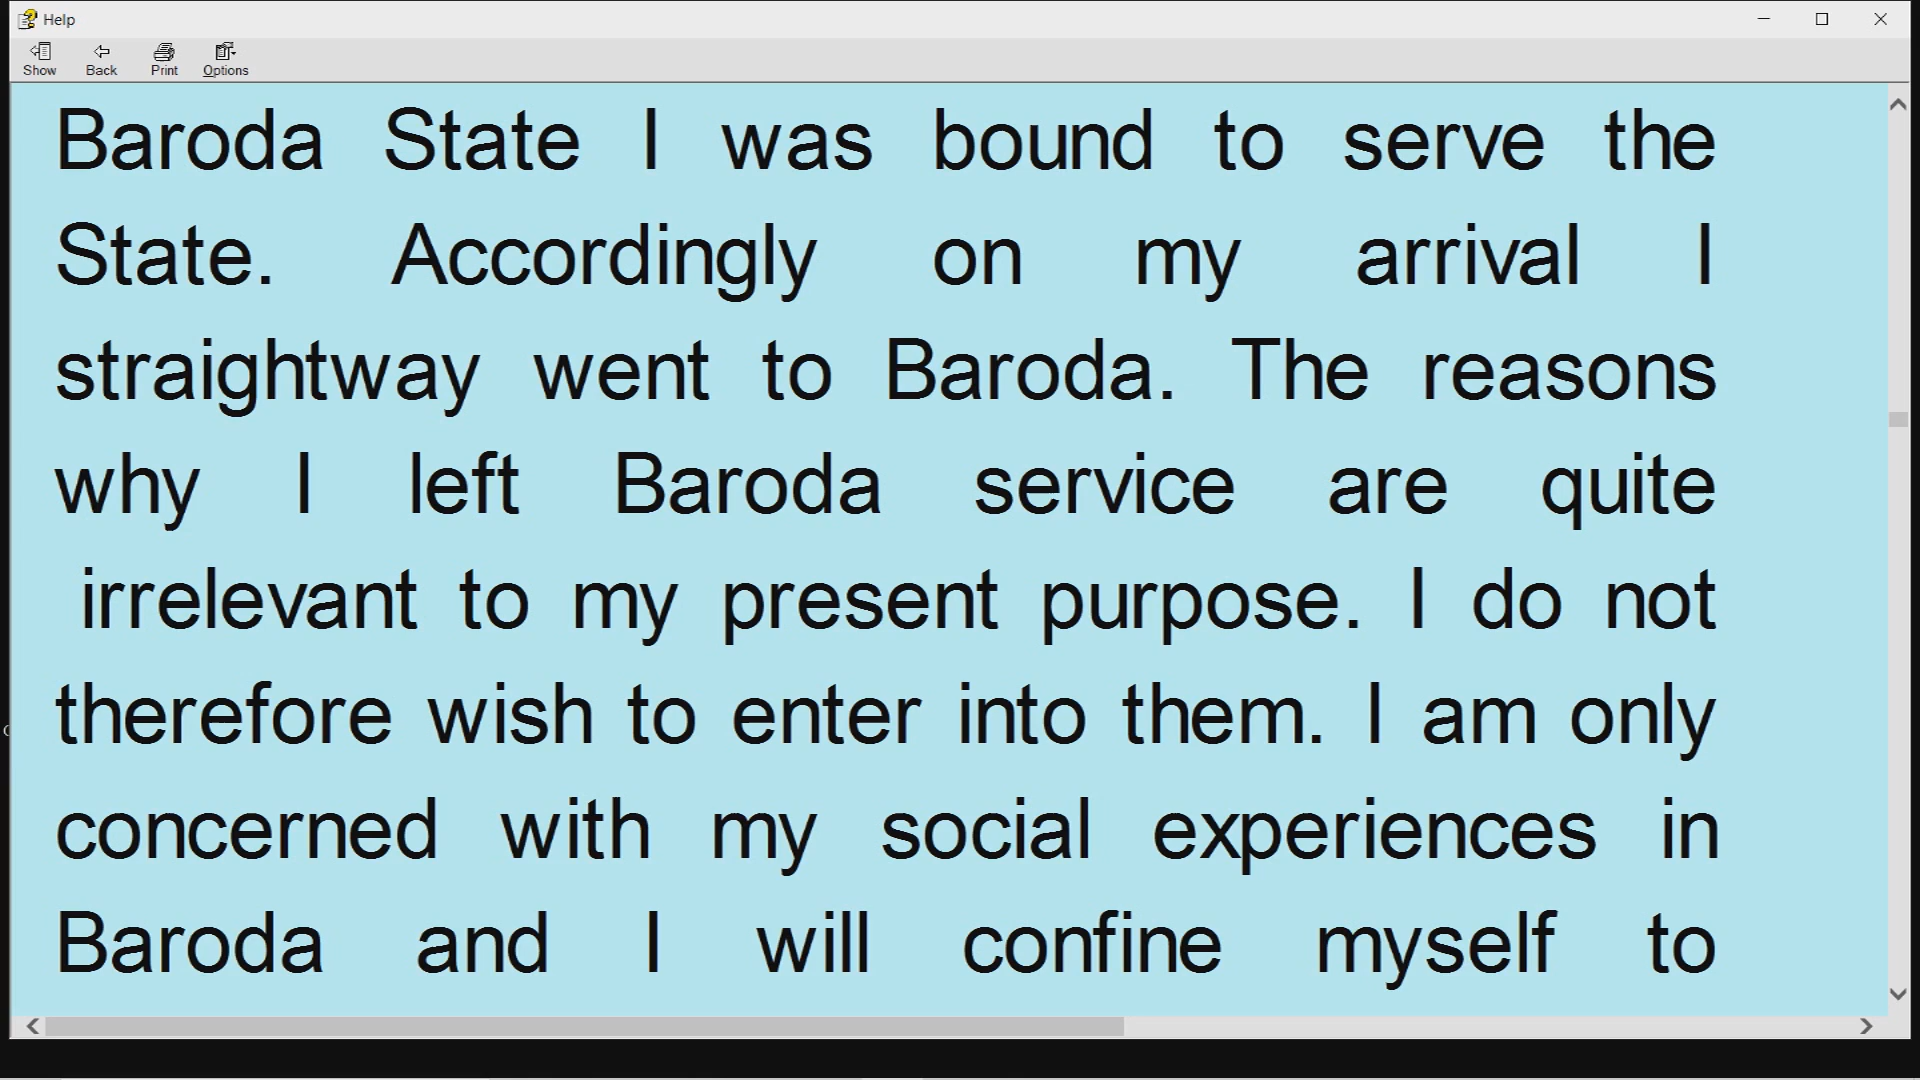 Help
Show Back Print Options
Baroda State I was bound to serve the
State. Accordingly on my arrival I
straightway went to Baroda. The reasons
why I left Baroda service are quite
irrelevant to my present purpose. I do not
therefore wish to enter into them. I am only
concerned with my social experiences in
Baroda and I will confine myself to